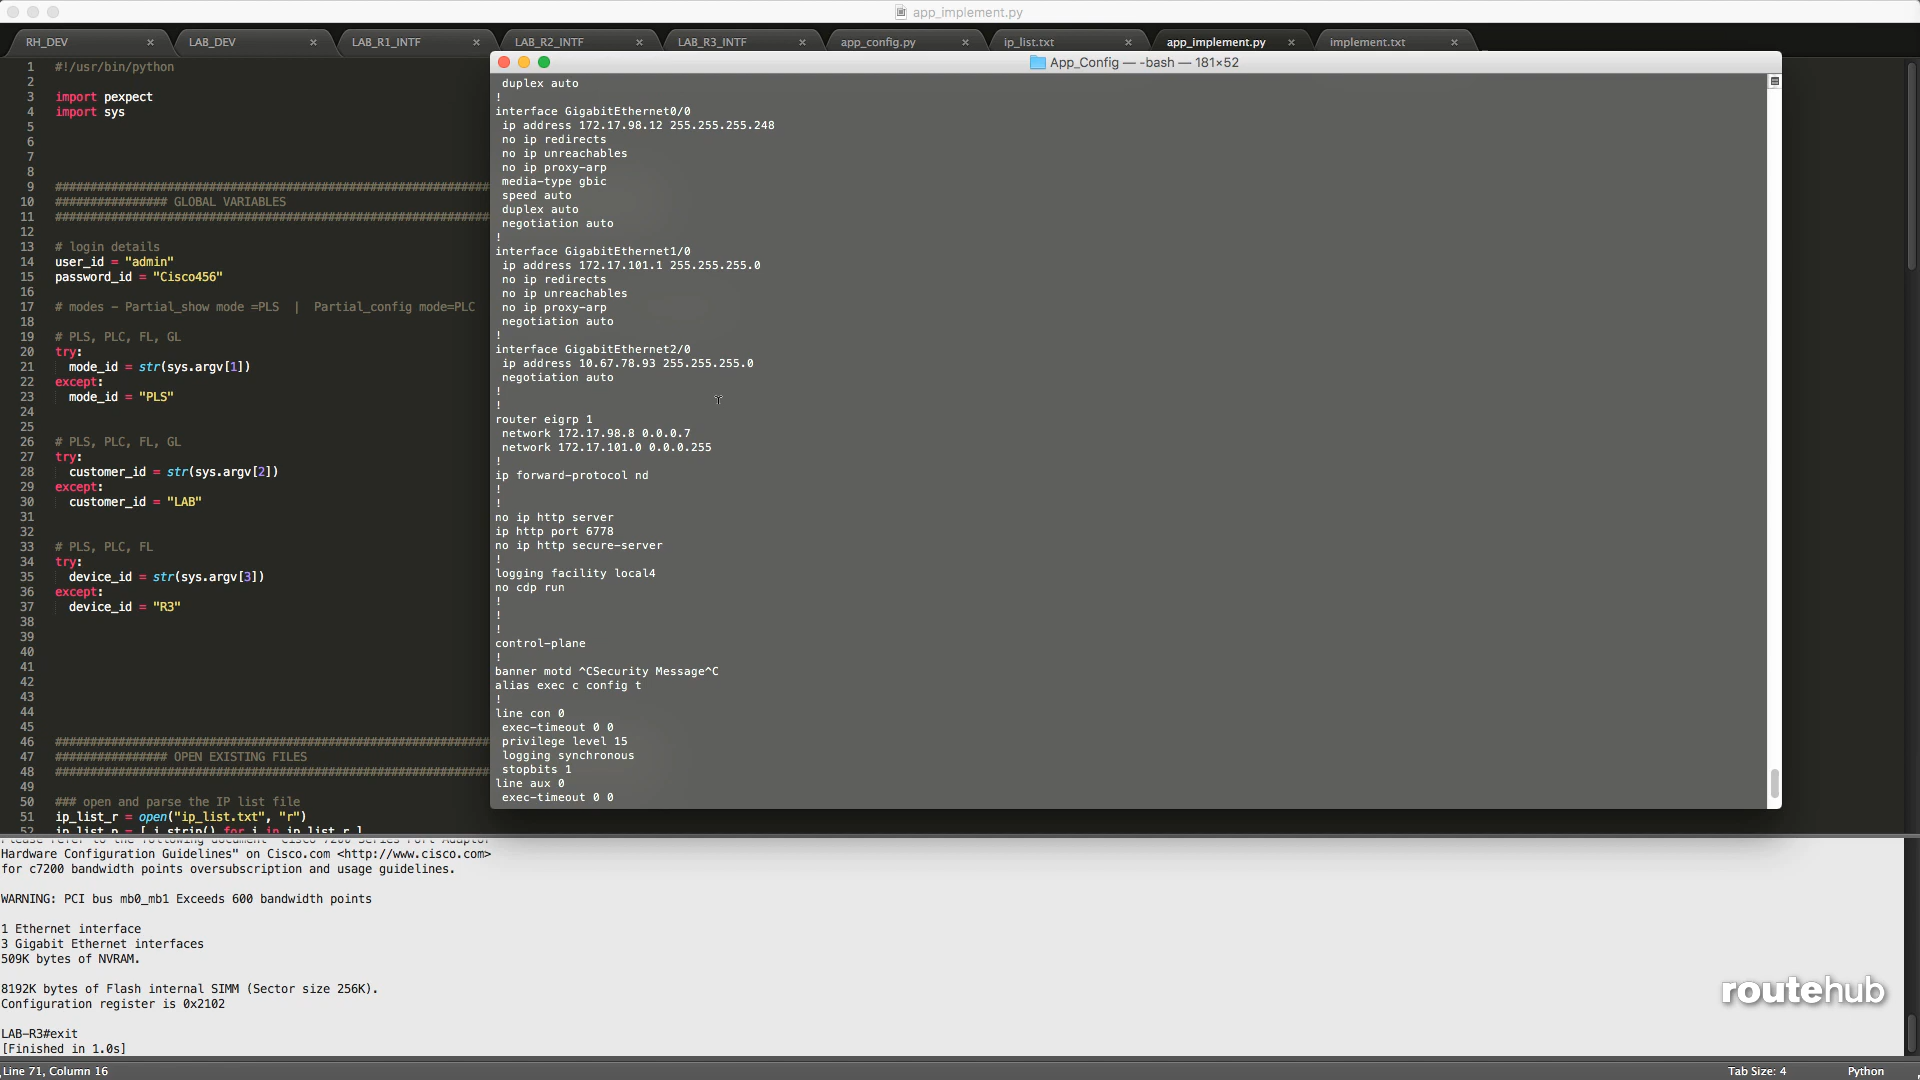 app_implement.py
RH_DEV × LAB_DEV × LAB_R1_INTF × LAB_R2_INTF × LAB_R3_INTF × app_config.py × ip_list.txt × app_implement.py × implement.txt ×
1 #!/usr/bin/python
2
3 import pexpect
4 import sys
5
6
7
8
9 ##############################################################
10 ################ GLOBAL VARIABLES
11 ##############################################################
12
13 # login details
14 user_id = "admin"
15 password_id = "Cisco456"
16
17 # modes - Partial_show mode =PLS | Partial_config mode=PLC
18
19 # PLS, PLC, FL, GL
20 try:
21 mode_id = str(sys.argv[1])
22 except:
23 mode_id = "PLS"
24
25
26 # PLS, PLC, FL, GL
27 try:
28 customer_id = str(sys.argv[2])
29 except:
30 customer_id = "LAB"
31
32
33 # PLS, PLC, FL
34 try:
35 device_id = str(sys.argv[3])
36 except:
37 device_id = "R3"
38
39
40
41
42
43
44
45
46 ##############################################################
47 ################ OPEN EXISTING FILES
48 ##############################################################
49
50 ### open and parse the IP list file
51 ip_list_r = open("ip_list.txt", "r")
52 ip_list_p = [ i.strip() for i in ip_list_r ]
App_Config — -bash — 181×52
duplex auto
!
interface GigabitEthernet0/0
ip address 172.17.98.12 255.255.255.248
no ip redirects
no ip unreachables
no ip proxy-arp
media-type gbic
speed auto
duplex auto
negotiation auto
!
interface GigabitEthernet1/0
ip address 172.17.101.1 255.255.255.0
no ip redirects
no ip unreachables
no ip proxy-arp
negotiation auto
!
interface GigabitEthernet2/0
ip address 10.67.78.93 255.255.255.0
negotiation auto
!
!
router eigrp 1
network 172.17.98.8 0.0.0.7
network 172.17.101.0 0.0.0.255
!
ip forward-protocol nd
!
!
no ip http server
ip http port 6778
no ip http secure-server
!
logging facility local4
no cdp run
!
!
!
control-plane
!
banner motd ^CSecurity Message^C
alias exec c config t
!
line con 0
exec-timeout 0 0
privilege level 15
logging synchronous
stopbits 1
line aux 0
exec-timeout 0 0
Please refer to the following document "Cisco 7200 Series Port Adaptor
Hardware Configuration Guidelines" on Cisco.com <http://www.cisco.com>
for c7200 bandwidth points oversubscription and usage guidelines.
WARNING: PCI bus mb0_mb1 Exceeds 600 bandwidth points
1 Ethernet interface
3 Gigabit Ethernet interfaces
509K bytes of NVRAM.
8192K bytes of Flash internal SIMM (Sector size 256K).
Configuration register is 0x2102
LAB-R3#exit
[Finished in 1.0s]
routehub
Line 71, Column 16
Tab Size: 4
Python